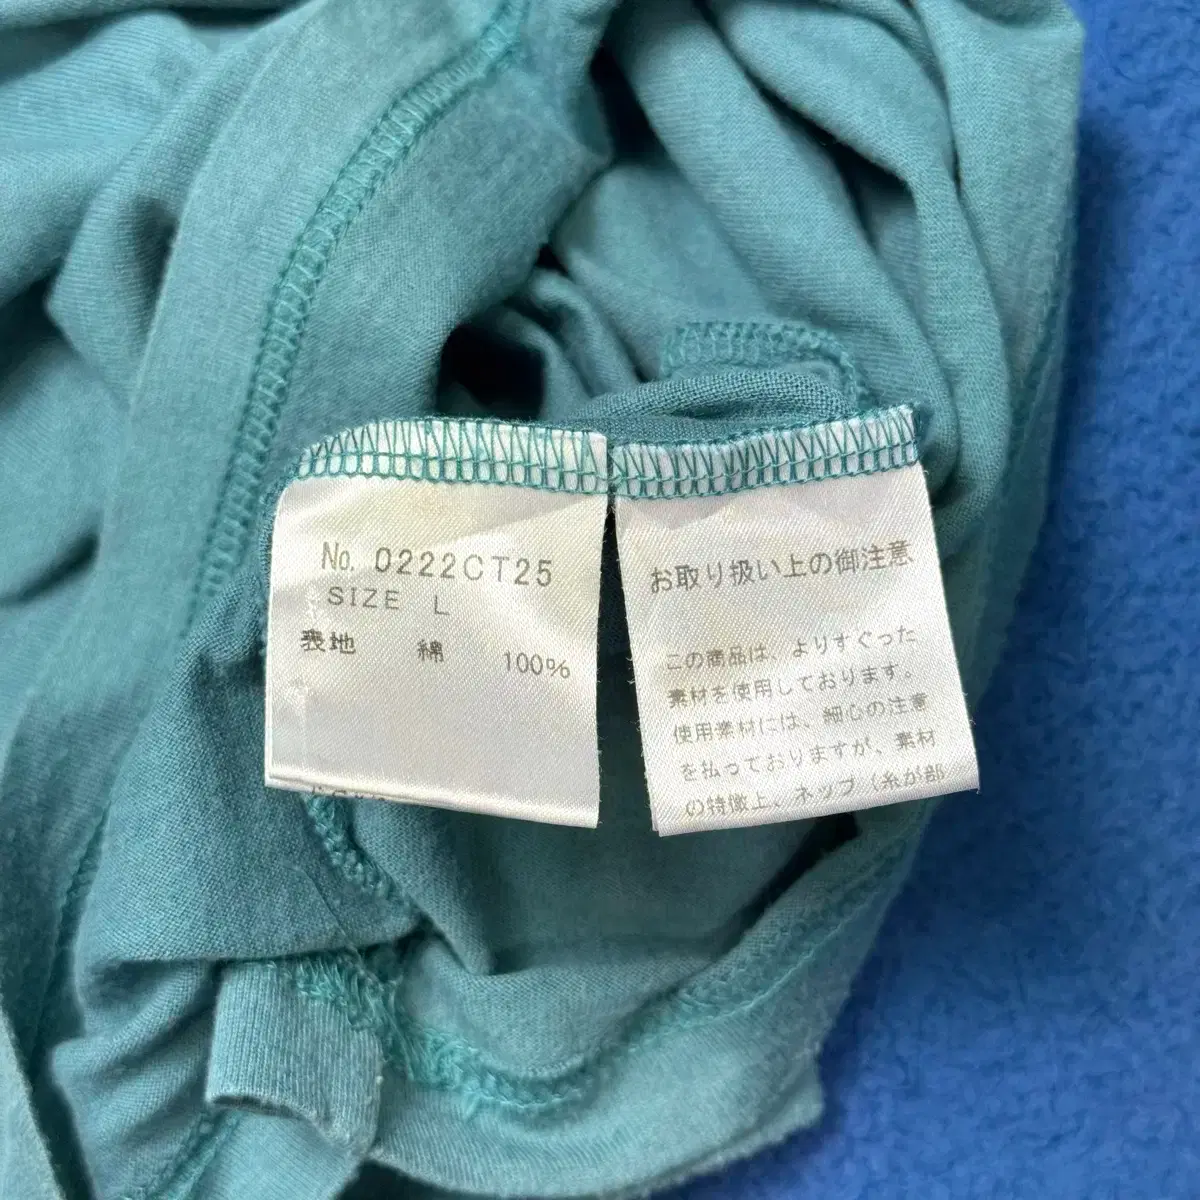 No. 0222CT25
SIZE L
表地 綿 100%
お取り扱い上の御注意
この商品は、よりすぐった
素材を使用しております。
使用素材には、細心の注意
を払っておりますが、素材
の特徴上、ネップ（糸が部